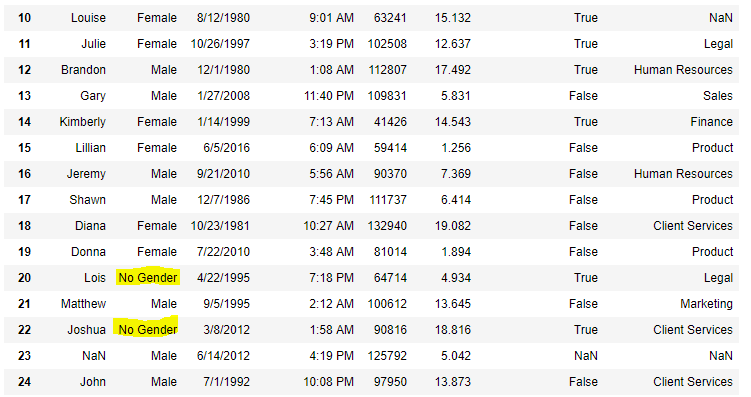 10 Louise Female 8/12/1980 9:01 AM 63241 15.132 True NaN
11 Julie Female 10/26/1997 3:19 PM 102508 12.637 True Legal
12 Brandon Male 12/1/1980 1:08 AM 112807 17.492 True Human Resources
13 Gary Male 1/27/2008 11:40 PM 109831 5.831 False Sales
14 Kimberly Female 1/14/1999 7:13 AM 41426 14.543 True Finance
15 Lillian Female 6/5/2016 6:09 AM 59414 1.256 False Product
16 Jeremy Male 9/21/2010 5:56 AM 90370 7.369 False Human Resources
17 Shawn Male 12/7/1986 7:45 PM 111737 6.414 False Product
18 Diana Female 10/23/1981 10:27 AM 132940 19.082 False Client Services
19 Donna Female 7/22/2010 3:48 AM 81014 1.894 False Product
20 Lois No Gender 4/22/1995 7:18 PM 64714 4.934 True Legal
21 Matthew Male 9/5/1995 2:12 AM 100612 13.645 False Marketing
22 Joshua No Gender 3/8/2012 1:58 AM 90816 18.816 True Client Services
23 NaN Male 6/14/2012 4:19 PM 125792 5.042 NaN NaN
24 John Male 7/1/1992 10:08 PM 97950 13.873 False Client Services